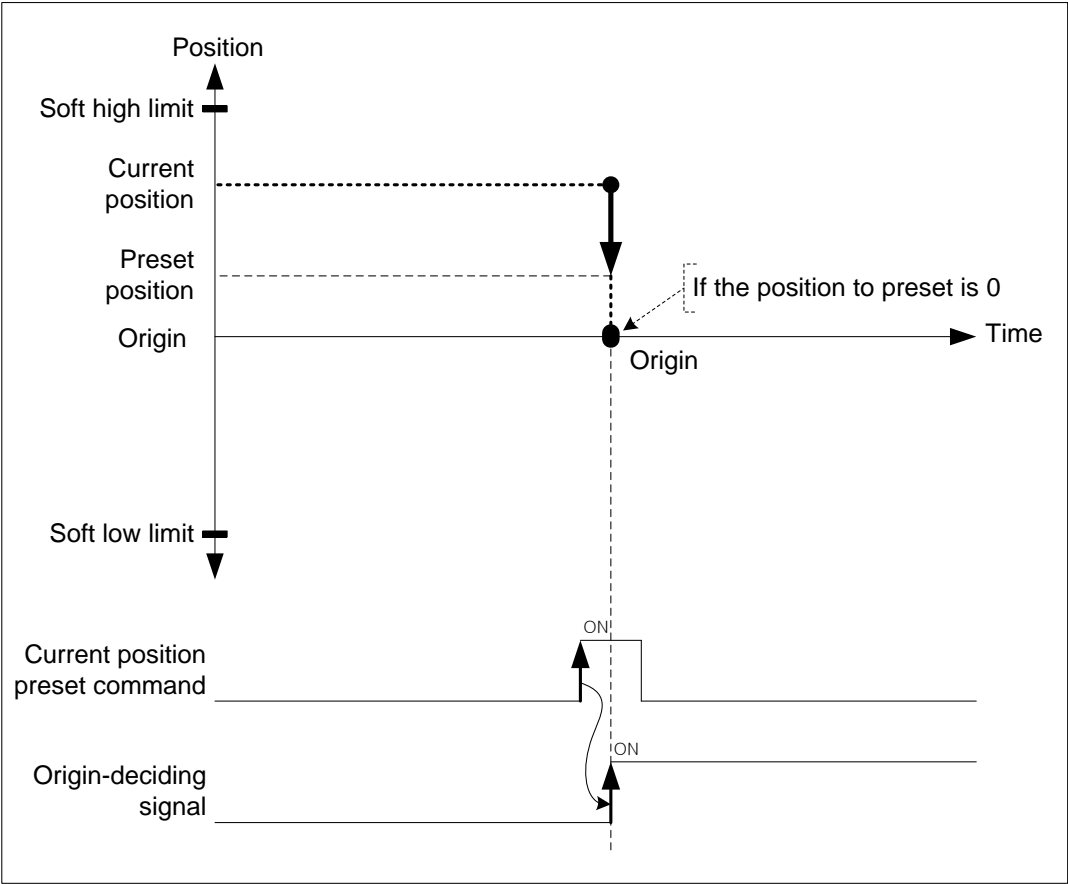 Position
Soft high limit
Current
position
Preset
position
If the position to preset is 0
Origin
Time
Origin
Soft low limit
ON
Current position
preset command
ON
Origin-deciding
signal